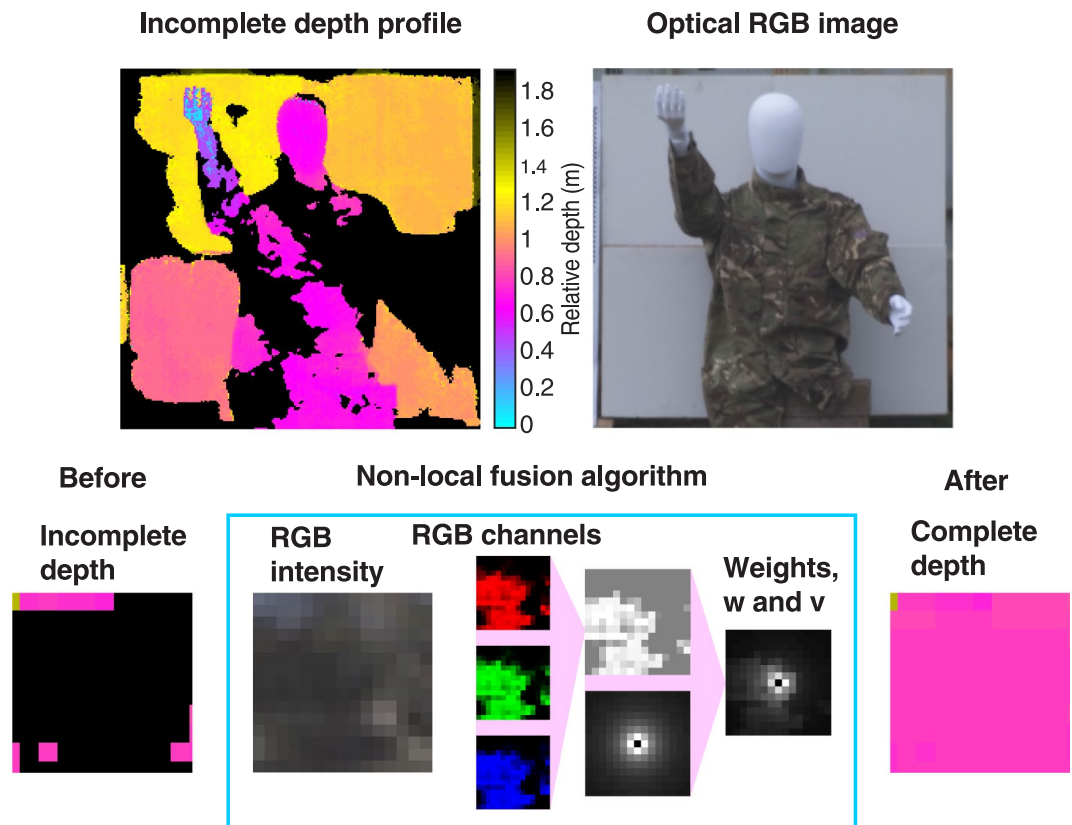 Incomplete depth profile
Optical RGB image
1.8
1.6
1.4
1.2
1
0.8
0.6
0.4
0.2
0
Relative depth (m)
Before
Non-local fusion algorithm
After
Incomplete
depth
RGB
intensity
RGB channels
Weights,
w and v
Complete
depth